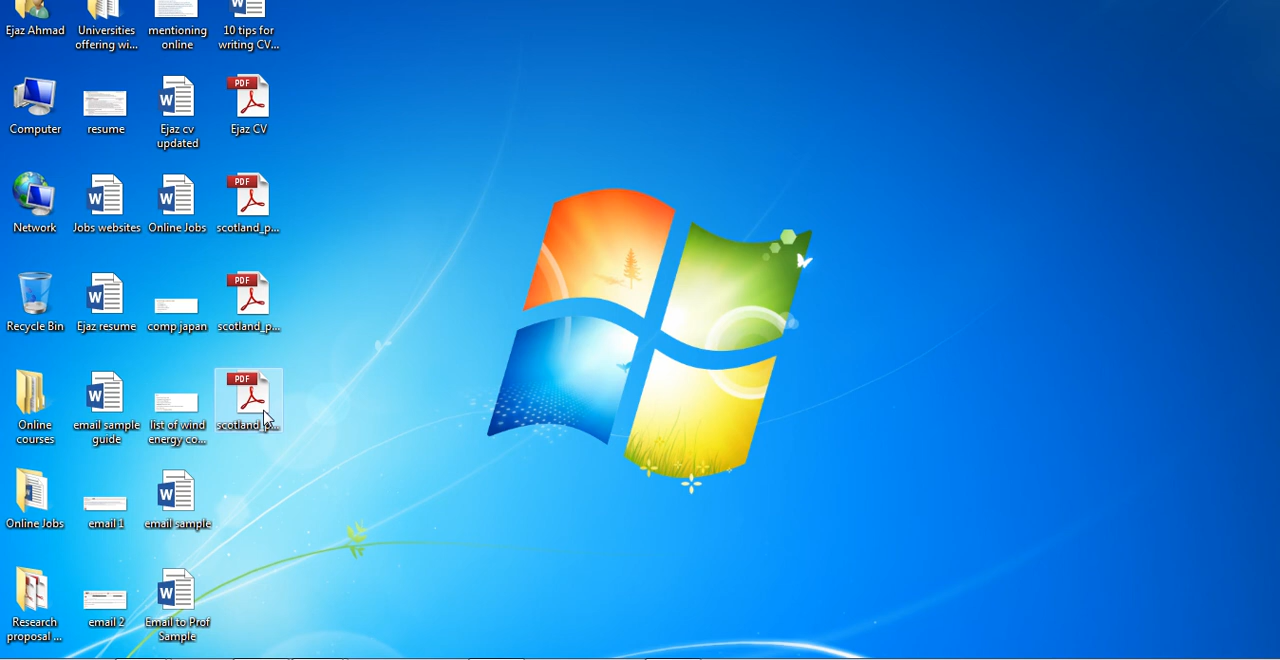 Ejaz Ahmad
Universities
offering wi...
mentioning
online
10 tips for
writing CV...
Computer
resume
Ejaz cv
updated
PDF
Ejaz CV
Network
Jobs websites
Online Jobs
PDF
scotland_p...
Recycle Bin
Ejaz resume
comp japan
PDF
scotland_p...
Online
courses
email sample
guide
list of wind
energy co...
PDF
scotland_p...
Online Jobs
email 1
email sample
Research
proposal ...
email 2
Email to Prof
Sample